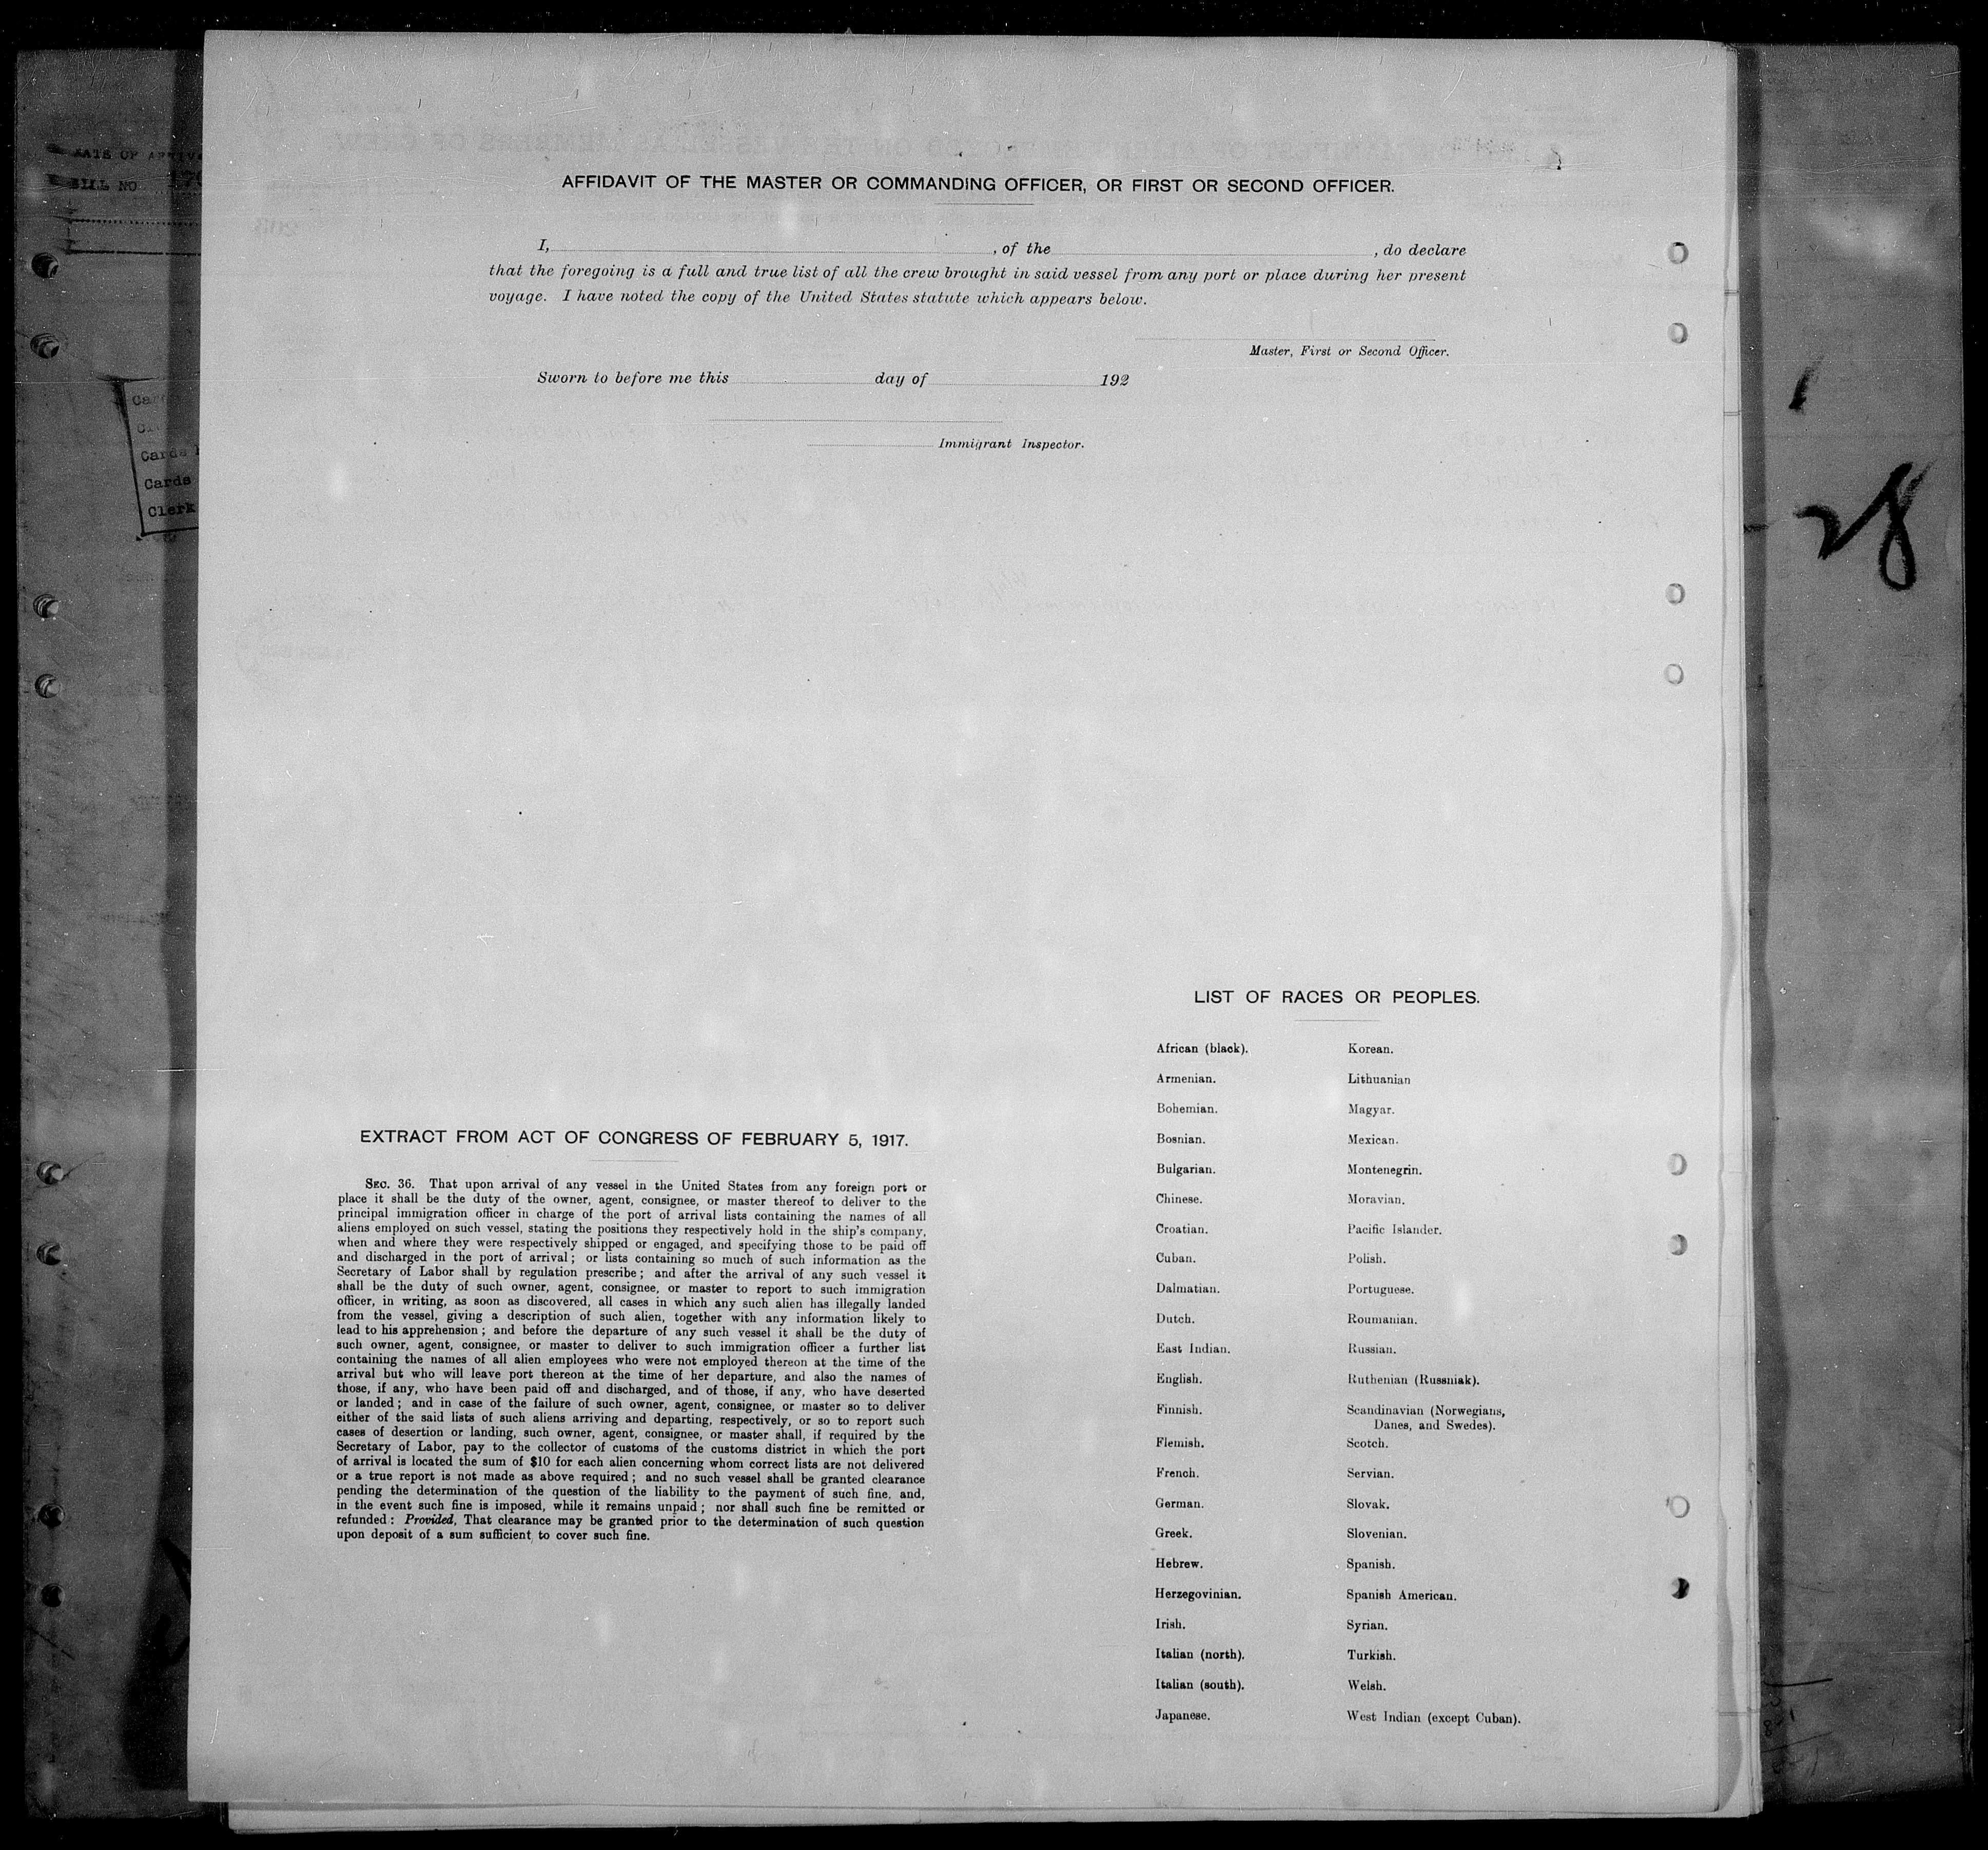 AFFIDAVIT OF THE MASTER OR COMMANDING OFFICER, OR FIRST OR SECOND OFFICER.
I, , of the , do declare
that the foregoing is a full and true list of all the crew brought in said vessel from any port or place during her present
voyage. I have noted the copy of the United States statute which appears below.
Master, First or Second Officer.
Sworn to before me this day of 192
Immigrant Inspector.
BILL NO
Cards
Cards
Clerk
28
EXTRACT FROM ACT OF CONGRESS OF FEBRUARY 5, 1917.
SEC. 36. That upon arrival of any vessel in the United States from any foreign port or
place it shall be the duty of the owner, agent, consignee, or master thereof to deliver to the
principal immigration officer in charge of the port of arrival lists containing the names of all
aliens employed on such vessel, stating the positions they respectively hold in the ship's company,
when and where they were respectively shipped or engaged, and specifying those to be paid off
and discharged in the port of arrival; or lists containing so much of such information as the
Secretary of Labor shall by regulation prescribe; and after the arrival of any such vessel it
shall be the duty of such owner, agent, consignee, or master to report to such immigration
officer, in writing, as soon as discovered, all cases in which any such alien has illegally landed
from the vessel, giving a description of such alien, together with any information likely to
lead to his apprehension; and before the departure of any such vessel it shall be the duty of
such owner, agent, consignee, or master to deliver to such immigration officer a further list
containing the names of all alien employees who were not employed thereon at the time of the
arrival but who will leave port thereon at the time of her departure, and also the names of
those, if any, who have been paid off and discharged, and of those, if any, who have deserted
or landed; and in case of the failure of such owner, agent, consignee, or master so to deliver
either of the said lists of such aliens arriving and departing, respectively, or so to report such
cases of desertion or landing, such owner, agent, consignee, or master shall, if required by the
Secretary of Labor, pay to the collector of customs of the customs district in which the port
of arrival is located the sum of $10 for each alien concerning whom correct lists are not delivered
or a true report is not made as above required; and no such vessel shall be granted clearance
pending the determination of the question of the liability to the payment of such fine, and,
in the event such fine is imposed, while it remains unpaid; nor shall such fine be remitted or
refunded: Provided, That clearance may be granted prior to the determination of such question
upon deposit of a sum sufficient to cover such fine.
LIST OF RACES OR PEOPLES.
African (black).
Armenian.
Bohemian.
Bosnian.
Bulgarian.
Chinese.
Croatian.
Cuban.
Dalmatian.
Dutch.
East Indian.
English.
Finnish.
Flemish.
French.
German.
Greek.
Hebrew.
Herzegovinian.
Irish.
Italian (north).
Italian (south).
Japanese.
Korean.
Lithuanian
Magyar.
Mexican.
Montenegrin.
Moravian.
Pacific Islander.
Polish.
Portuguese.
Roumanian.
Russian.
Ruthenian (Russniak).
Scandinavian (Norwegians,
Danes, and Swedes).
Scotch.
Servian.
Slovak.
Slovenian.
Spanish.
Spanish American.
Syrian.
Turkish.
Welsh.
West Indian (except Cuban).